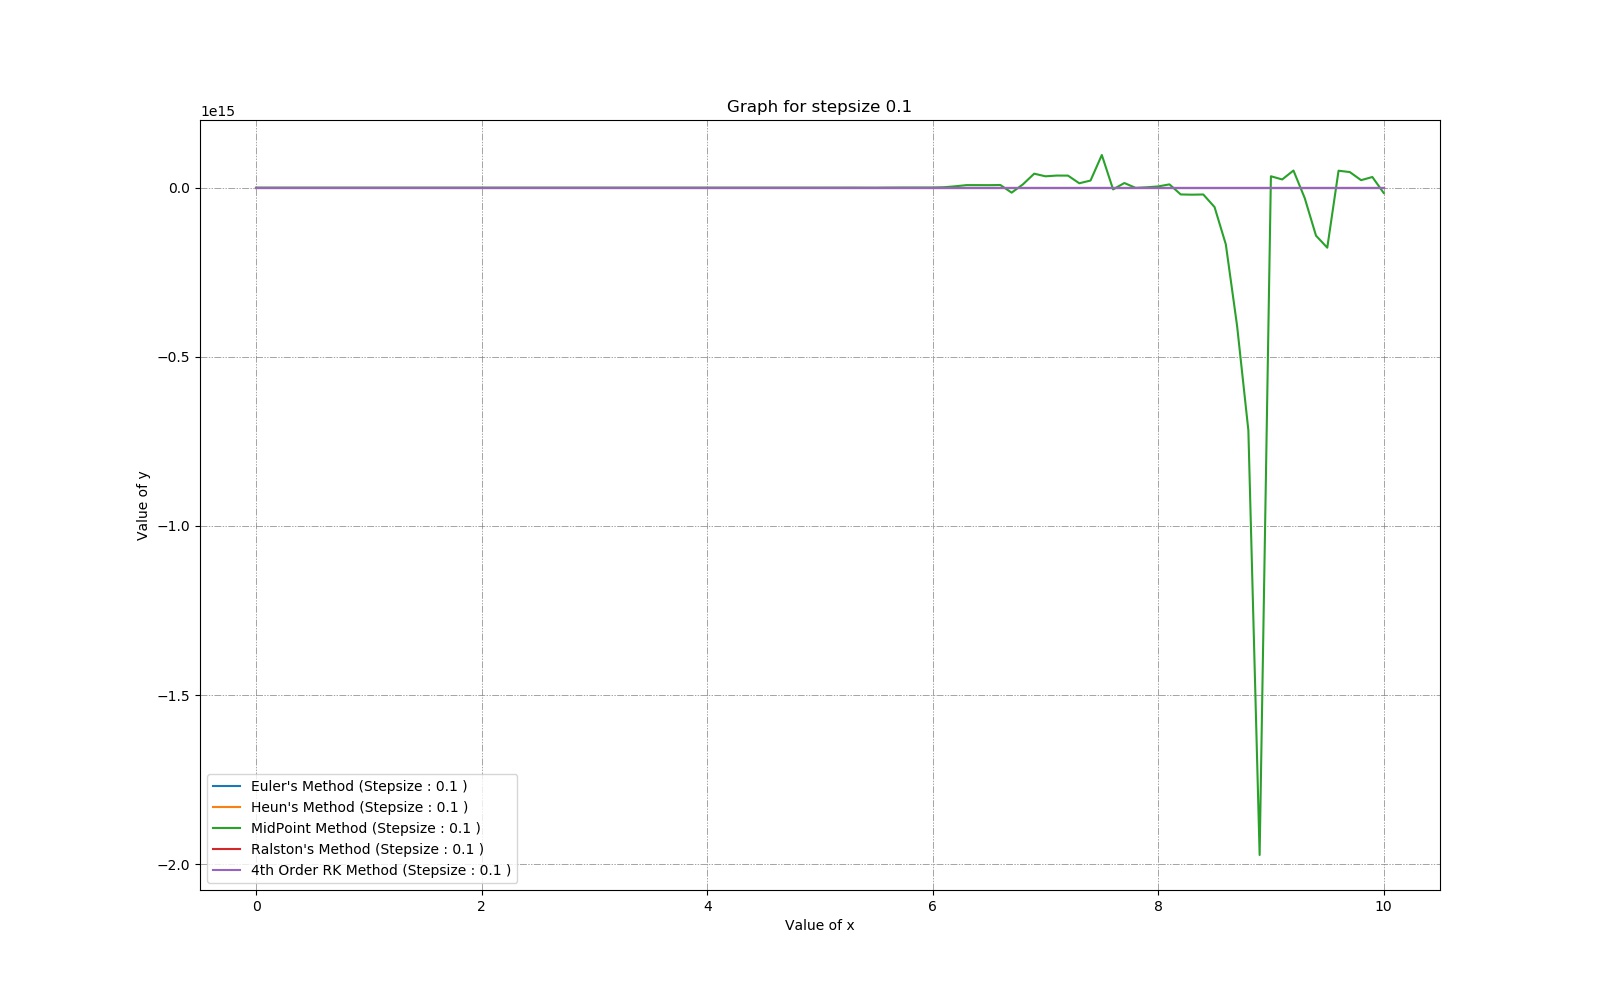 Graph for stepsize 0.1
1e15
0.0
−0.5
−1.0
−1.5
−2.0
Value of y
Euler's Method (Stepsize : 0.1 )
Heun's Method (Stepsize : 0.1 )
MidPoint Method (Stepsize : 0.1 )
Ralston's Method (Stepsize : 0.1 )
4th Order RK Method (Stepsize : 0.1 )
0 2 4 6 8 10
Value of x